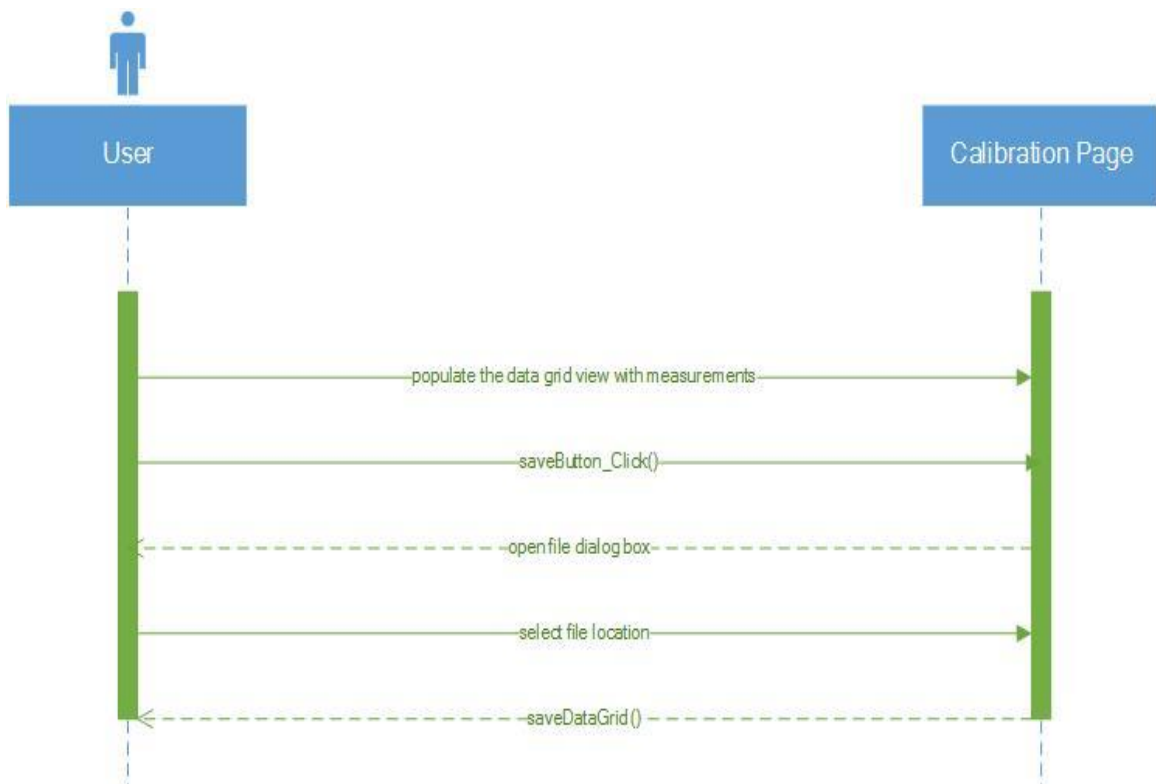 User
Calibration Page
populate the data grid view with measurements
saveButton_Click()
open file dialog box
select file location
saveDataGrid()